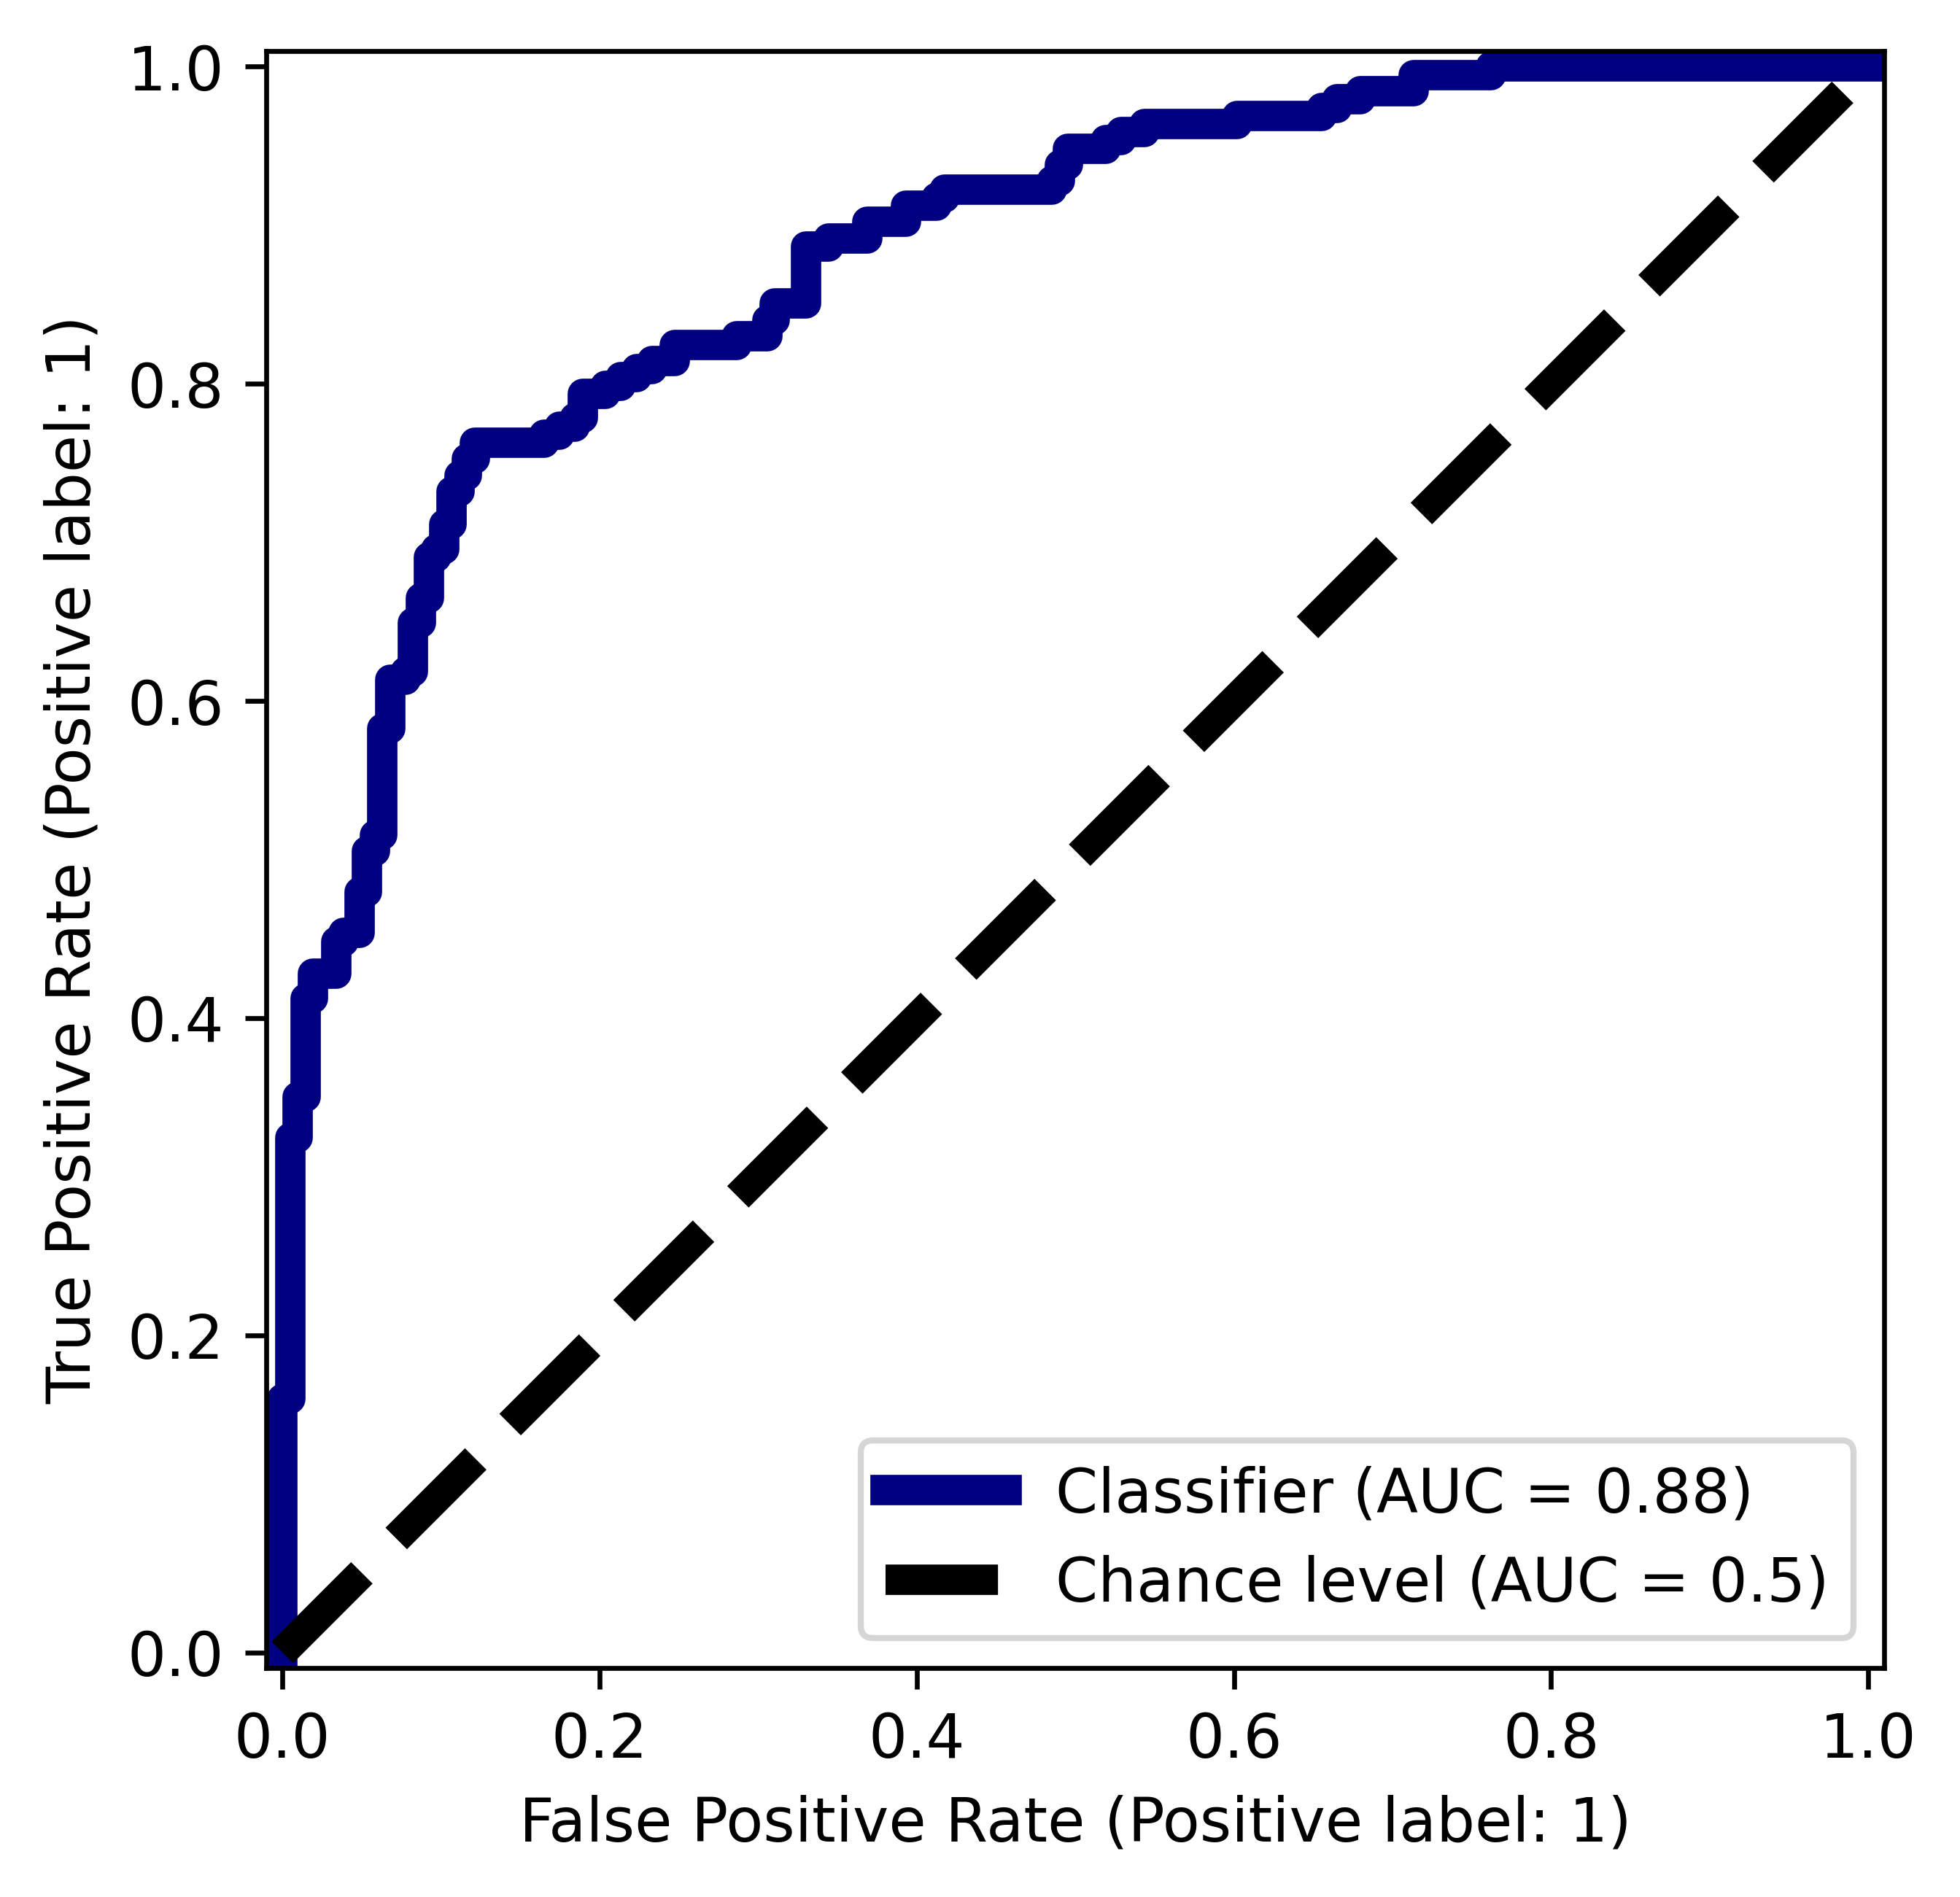 True Positive Rate (Positive label: 1)
1.0
0.8
0.6
0.4
0.2
0.0
Classifier (AUC = 0.88)
Chance level (AUC = 0.5)
0.0 0.2 0.4 0.6 0.8 1.0
False Positive Rate (Positive label: 1)